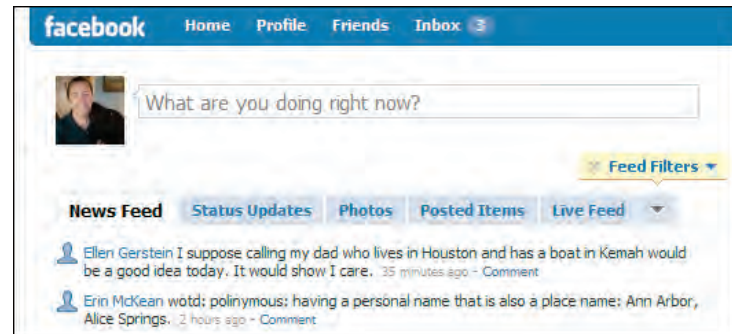 facebook Home Profile Friends Inbox 3
What are you doing right now?
Feed Filters
News Feed Status Updates Photos Posted Items Live Feed
Ellen Gerstein I suppose calling my dad who lives in Houston and has a boat in Kemah would
be a good idea today. It would show I care. 35 minutes ago - Comment
Erin McKean wotd: polinymous: having a personal name that is also a place name: Ann Arbor,
Alice Springs. 2 hours ago - Comment